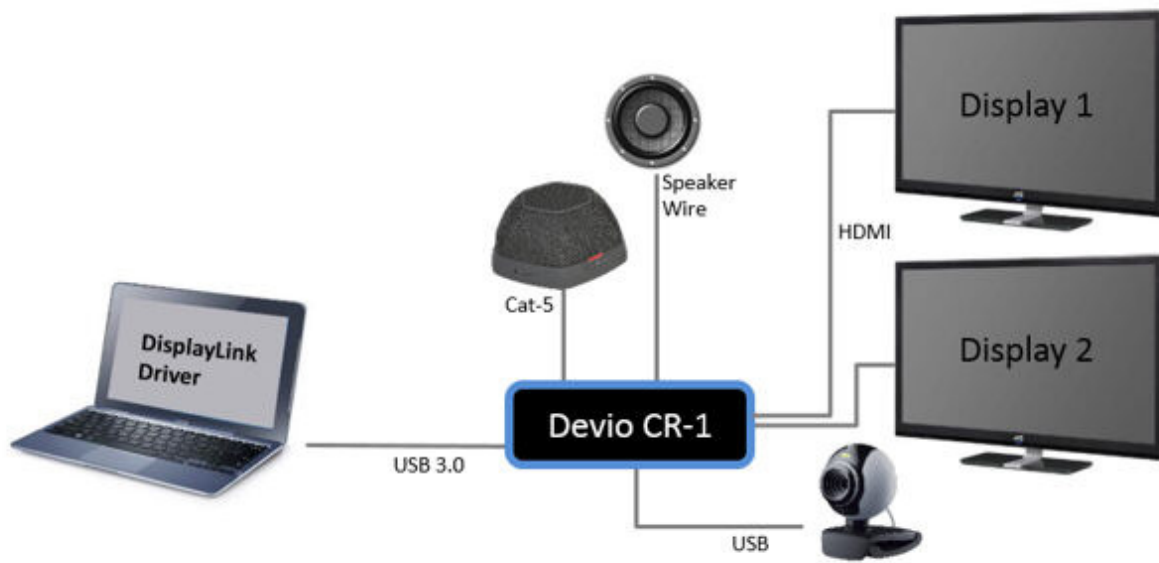 Display 1
Speaker
Wire
HDMI
Cat-5
DisplayLink
Driver
Display 2
Devio CR-1
USB 3.0
USB